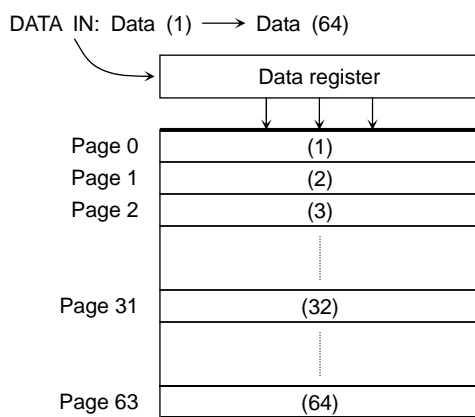 DATA IN: Data (1) Data (64)
Data register
Page 0 (1)
Page 1 (2)
Page 2 (3)
Page 31 (32)
Page 63 (64)